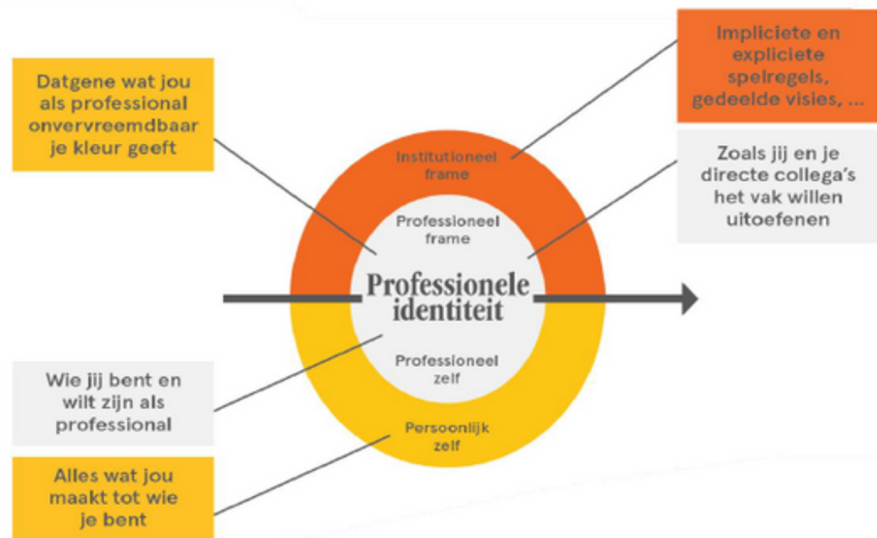 Datgene wat jou
als professional
onvervreemdbaar
je kleur geeft
Impliciete en
expliciete
spelregels,
gedeelde visies, ...
Zoals jij en je
directe collega's
het vak willen
uitoefenen
Institutioneel
frame
Professioneel
frame
Professionele
identiteit
Professioneel
zelf
Persoonlijk
zelf
Wie jij bent en
wilt zijn als
professional
Alles wat jou
maakt tot wie
je bent